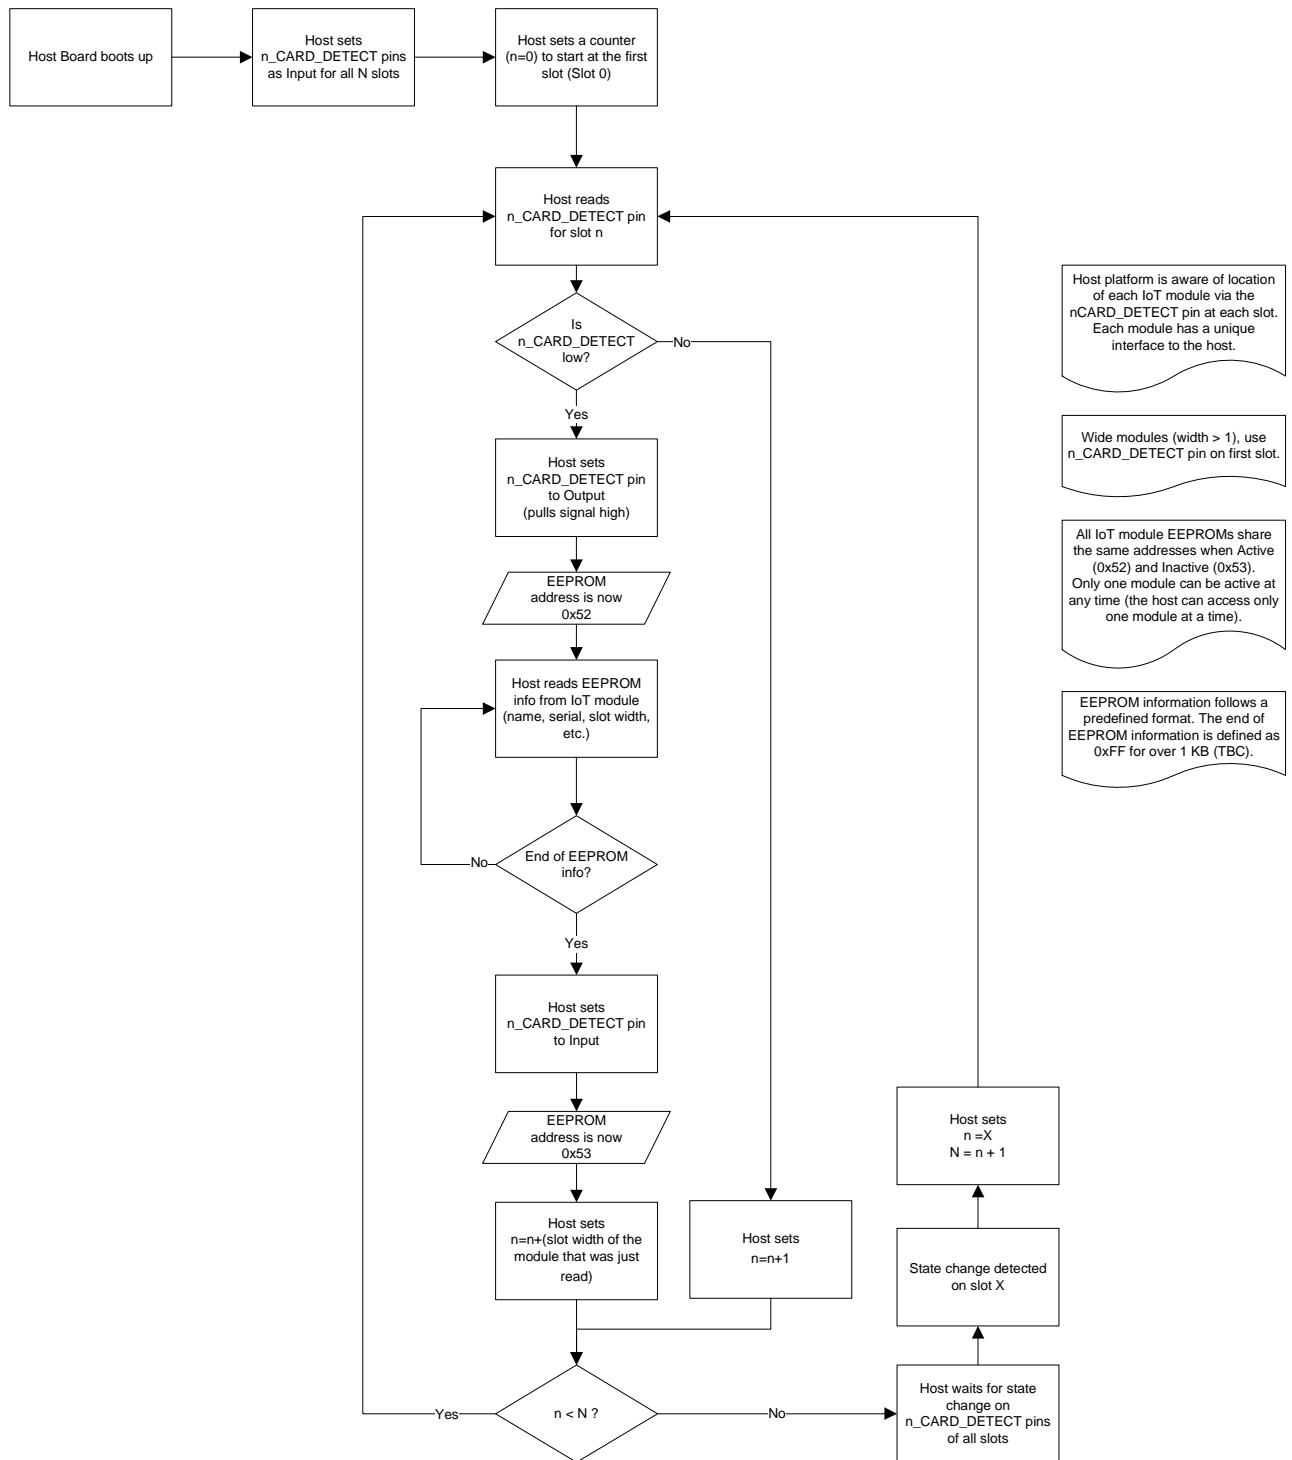 Host Board boots up
Host sets
n_CARD_DETECT pins
as Input for all N slots
Host sets a counter
(n=0) to start at the first
slot (Slot 0)
Host reads
n_CARD_DETECT pin
for slot n
Is
n_CARD_DETECT
low?
No
Yes
Host sets
n_CARD_DETECT pin
to Output
(pulls signal high)
EEPROM
address is now
0x52
Host reads EEPROM
info from IoT module
(name, serial, slot width,
etc.)
End of EEPROM
info?
No
Yes
Host sets
n_CARD_DETECT pin
to Input
EEPROM
address is now
0x53
Host sets
n=n+(slot width of the
module that was just
read)
Host sets
n=n+1
n < N ?
Yes
No
Host waits for state
change on
n_CARD_DETECT pins
of all slots
State change detected
on slot X
Host sets
n =X
N = n + 1
Host platform is aware of location
of each IoT module via the
nCARD_DETECT pin at each slot.
Each module has a unique
interface to the host.
Wide modules (width > 1), use
n_CARD_DETECT pin on first slot.
All IoT module EEPROMs share
the same addresses when Active
(0x52) and Inactive (0x53).
Only one module can be active at
any time (the host can access only
one module at a time).
EEPROM information follows a
predefined format. The end of
EEPROM information is defined as
0xFF for over 1 KB (TBC).